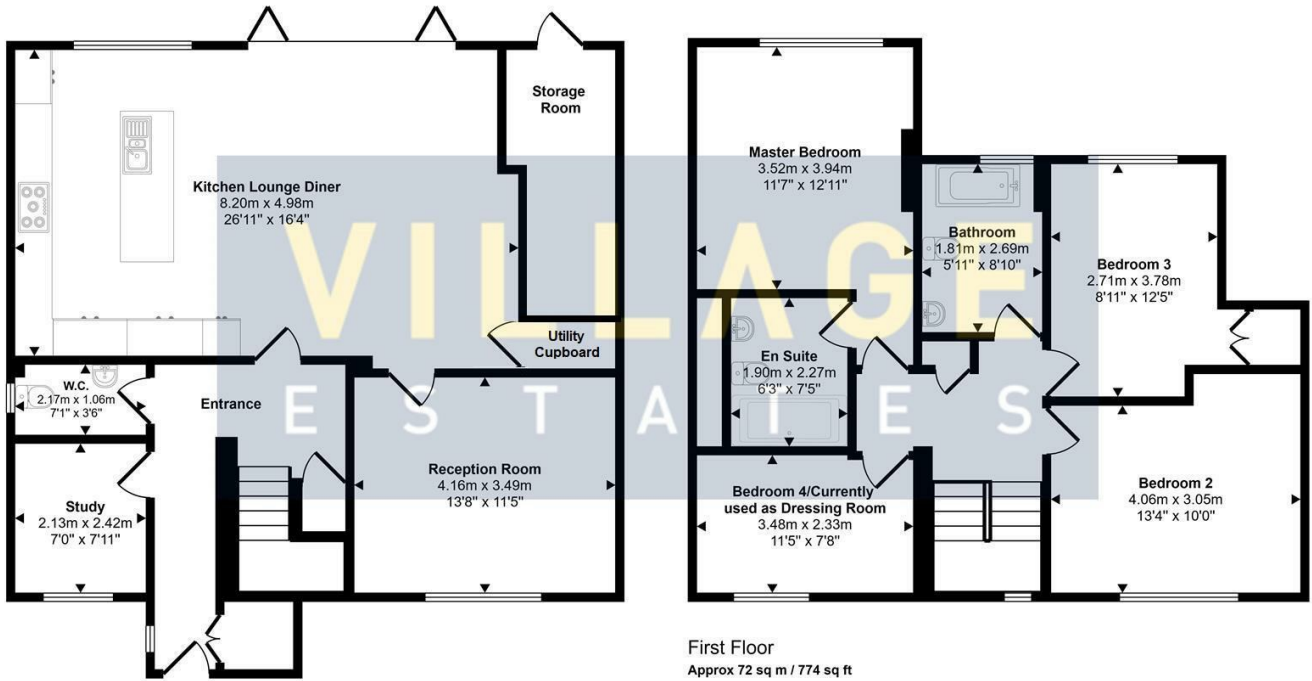 Storage
Room
Kitchen Lounge Diner
8.20m x 4.98m
26'11" x 16'4"
Utility
Cupboard
W.C.
2.17m x 1.06m
7'1" x 3'6"
Entrance
Study
2.13m x 2.42m
7'0" x 7'11"
Reception Room
4.16m x 3.49m
13'8" x 11'5"
Master Bedroom
3.52m x 3.94m
11'7" x 12'11"
Bathroom
1.81m x 2.69m
5'11" x 8'10"
Bedroom 3
2.71m x 3.78m
8'11" x 12'5"
En Suite
1.90m x 2.27m
6'3" x 7'5"
Bedroom 4/Currently
used as Dressing Room
3.48m x 2.33m
11'5" x 7'8"
Bedroom 2
4.06m x 3.05m
13'4" x 10'0"
VILLAGE
ESTATES
First Floor
Approx 72 sq m / 774 sq ft